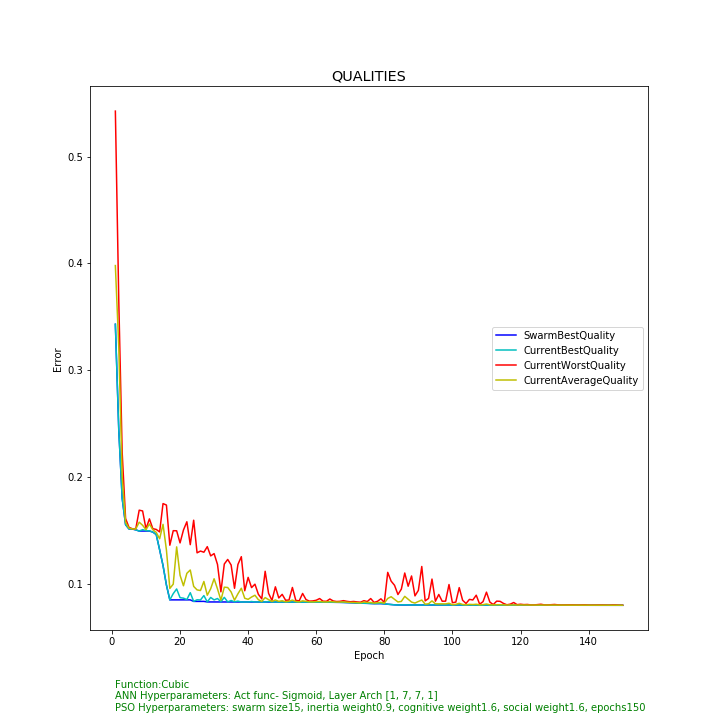 QUALITIES
Error
0.5
0.4
0.3
0.2
0.1
SwarmBestQuality
CurrentBestQuality
CurrentWorstQuality
CurrentAverageQuality
0 20 40 60 80 100 120 140
Epoch
Function:Cubic
ANN Hyperparameters: Act func- Sigmoid, Layer Arch [1, 7, 7, 1]
PSO Hyperparameters: swarm size15, inertia weight0.9, cognitive weight1.6, social weight1.6, epochs150